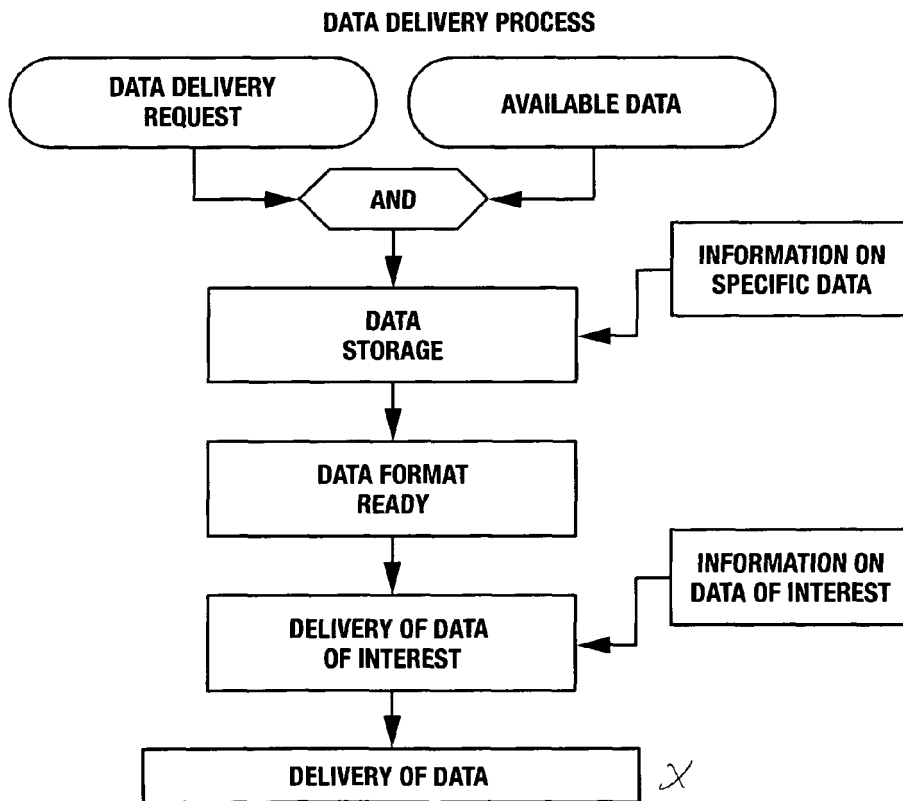 DATA DELIVERY PROCESS
DATA DELIVERY
REQUEST
AVAILABLE DATA
AND
INFORMATION ON
SPECIFIC DATA
DATA
STORAGE
DATA FORMAT
READY
INFORMATION ON
DATA OF INTEREST
DELIVERY OF DATA
OF INTEREST
DELIVERY OF DATA
x